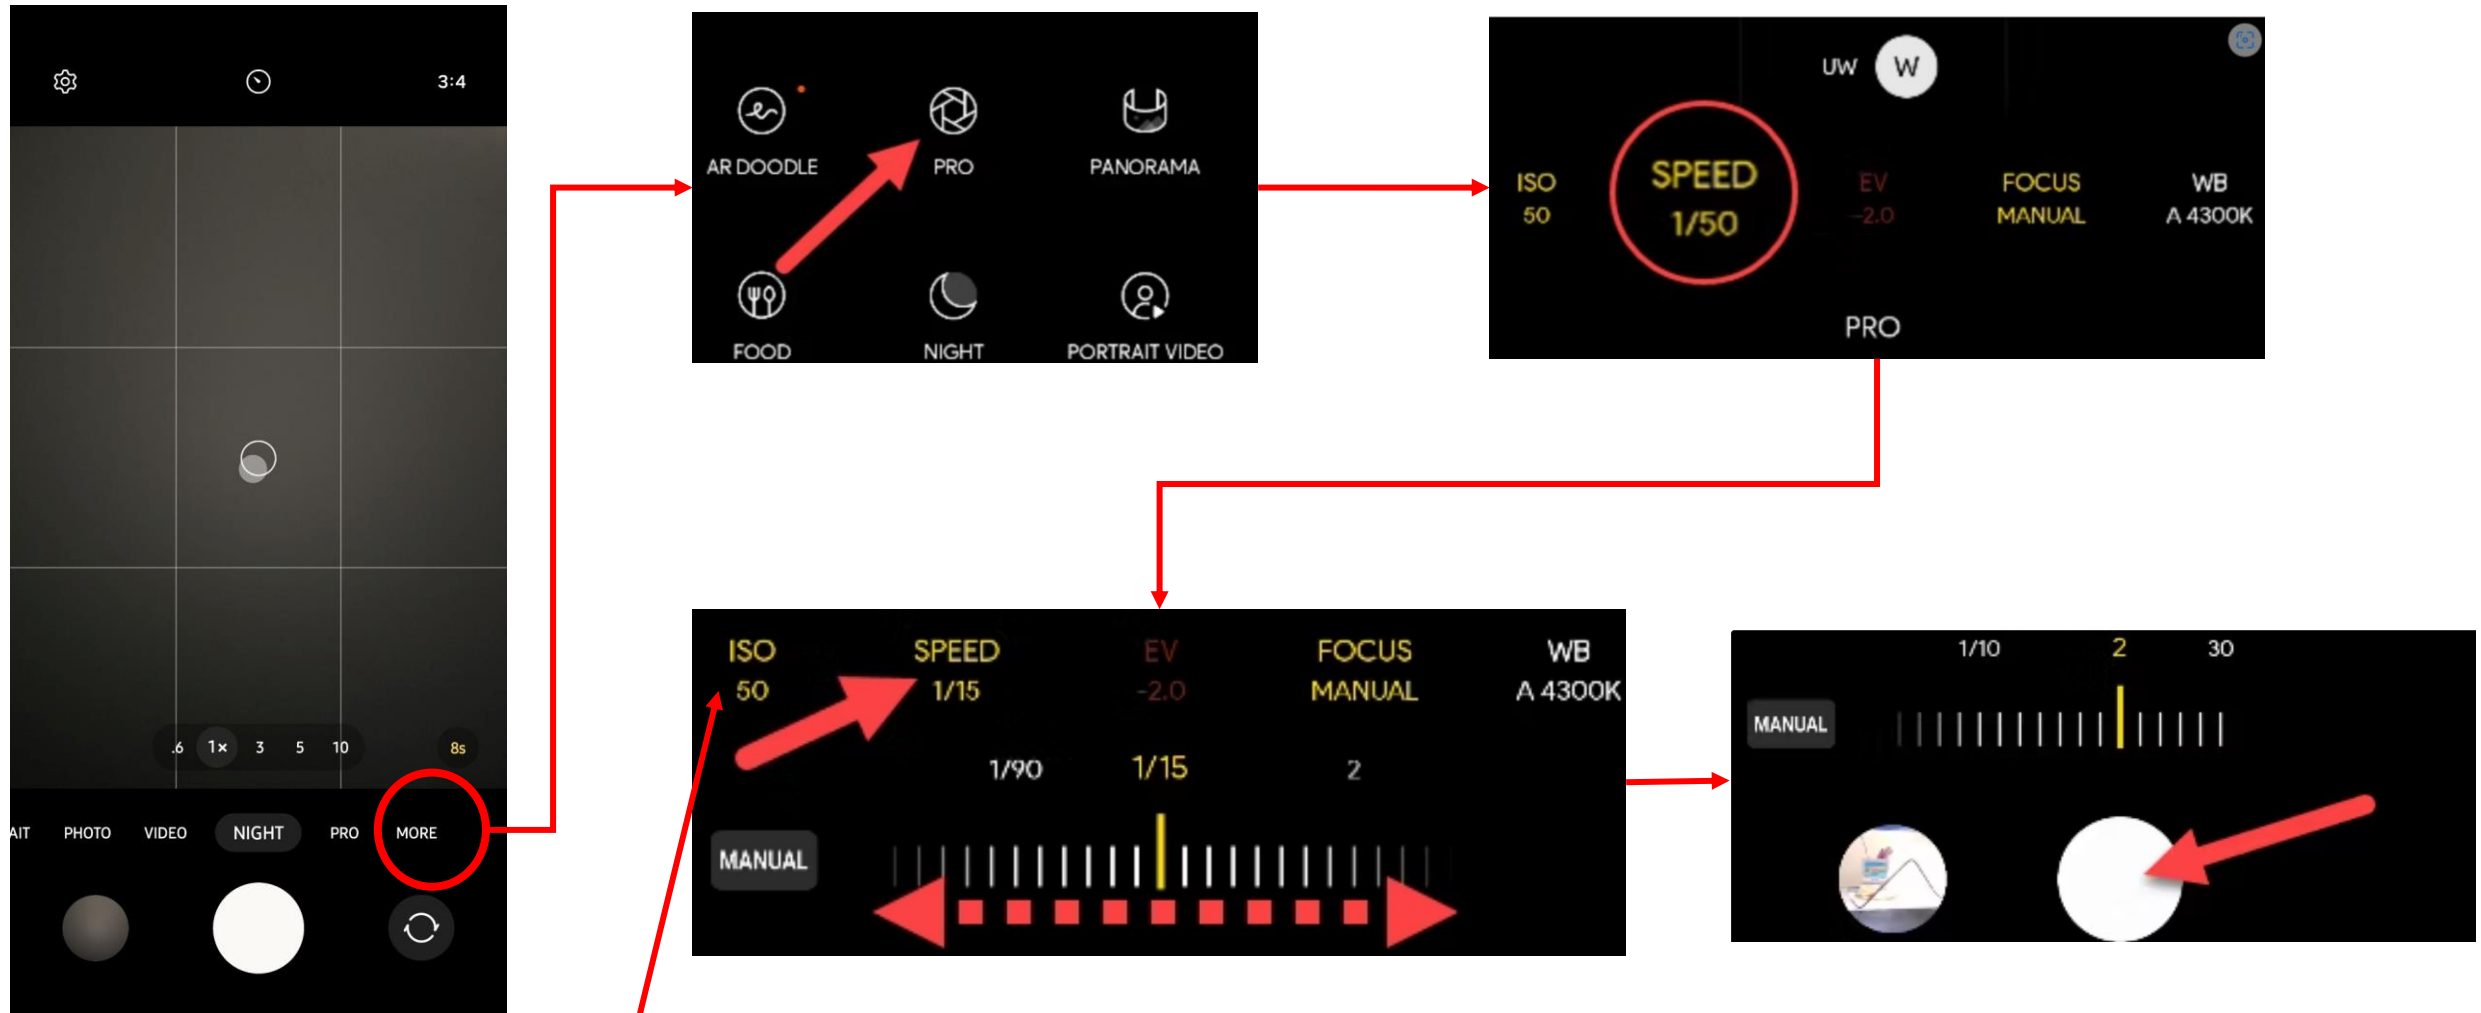 3:4
.6 1× 3 5 10 8s
AIT PHOTO VIDEO NIGHT PRO MORE
AR DOODLE PRO PANORAMA
FOOD NIGHT PORTRAIT VIDEO
UW W
ISO SPEED EV FOCUS WB
50 1/50 -2.0 MANUAL A 4300K
PRO
ISO SPEED EV FOCUS WB
50 1/15 -2.0 MANUAL A 4300K
1/90 1/15 2
MANUAL
1/10 2 30
MANUAL